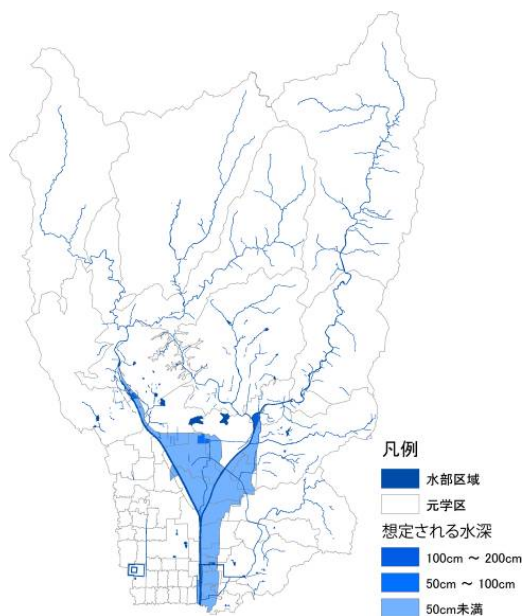 凡例
水部区域
元学区
想定される水深
100cm ～ 200cm
50cm ～ 100cm
50cm未満